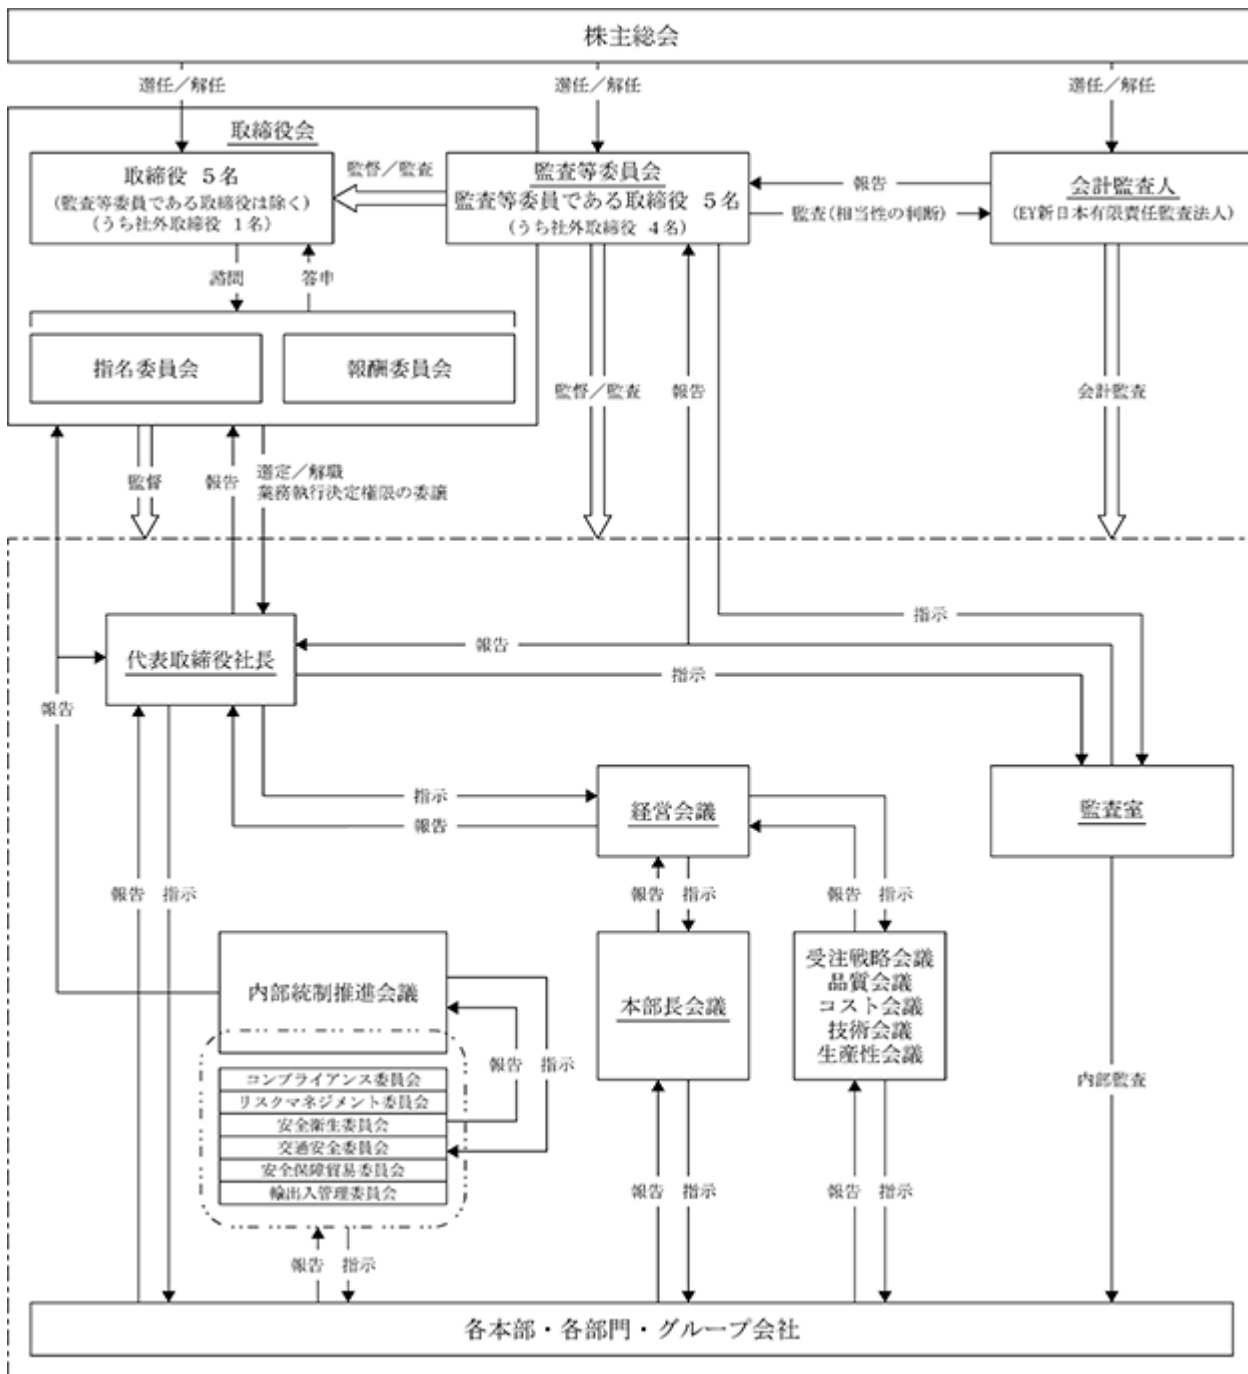 株主総会
選任／解任
選任／解任
選任／解任
取締役会
取締役 5名
(監査等委員である取締役は除く)
(うち社外取締役 1名)
監督／監査
監査等委員会
監査等委員である取締役 5名
(うち社外取締役 4名)
報告
監査(相当性の判断)
会計監査人
(EY新日本有限責任監査法人)
諮問
答申
指名委員会
報酬委員会
監督／監査
報告
会計監査
監督
報告
選定／解職
業務執行決定権限の委譲
代表取締役社長
報告
指示
指示
報告
指示
報告
経営会議
指示
報告
監査室
報告
指示
報告
指示
報告
指示
内部統制推進会議
本部長会議
受注戦略会議
品質会議
コスト会議
技術会議
生産性会議
報告
指示
コンプライアンス委員会
リスクマネジメント委員会
安全衛生委員会
交通安全委員会
安全保障貿易委員会
輸出入管理委員会
内部監査
報告
指示
報告
指示
報告
指示
各本部・各部門・グループ会社